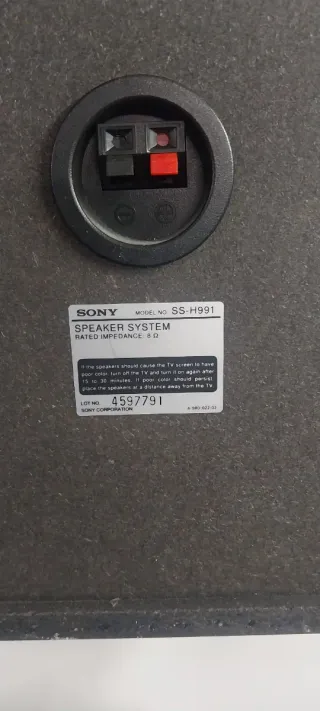 SONY MODEL NO. SS-H991
SPEAKER SYSTEM
RATED IMPEDANCE: 6 Ω
If the speakers should cause the TV screen to have
poor color, turn off the TV and turn it on again after
15 to 30 minutes. If poor color should persist,
place the speakers at a distance away from the TV.
LOT NO. 4597791
SONY CORPORATION